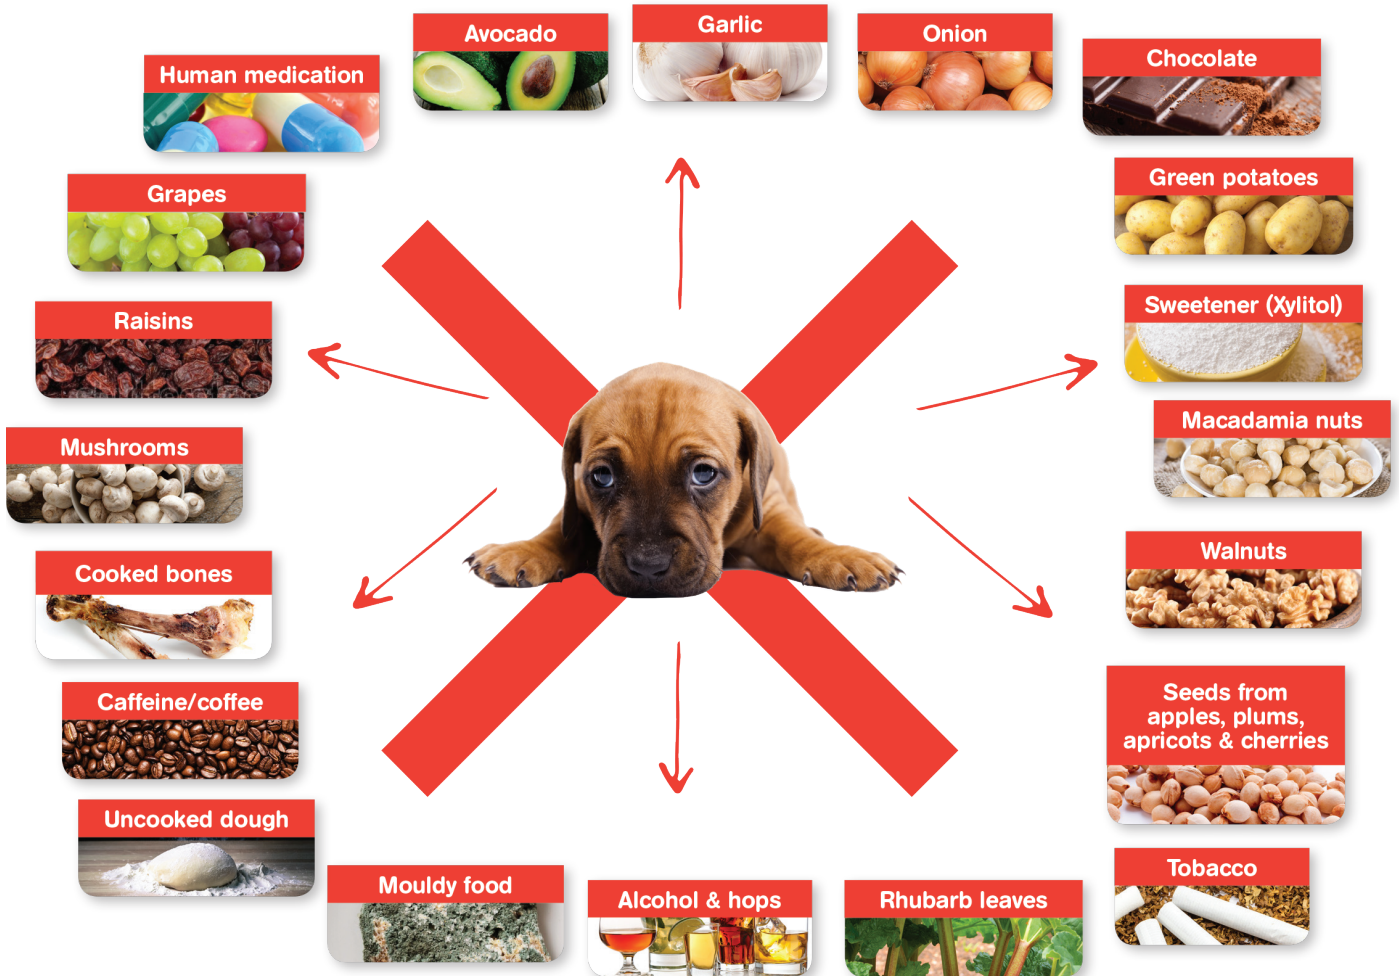 Avocado
Garlic
Onion
Human medication
Chocolate
Grapes
Green potatoes
Raisins
Sweetener (Xylitol)
Mushrooms
Macadamia nuts
Cooked bones
Walnuts
Caffeine/coffee
Seeds from
apples, plums,
apricots & cherries
Uncooked dough
Mouldy food
Alcohol & hops
Rhubarb leaves
Tobacco